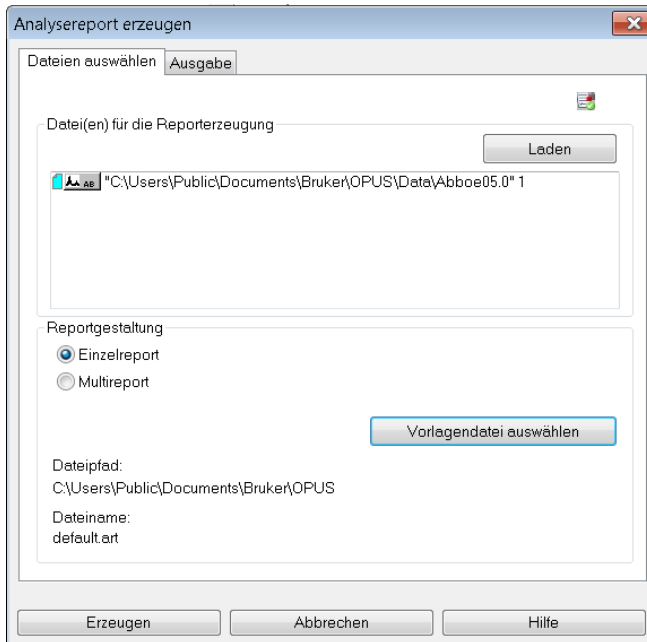 Analysereport erzeugen
Dateien auswählen
Ausgabe
Datei(en) für die Reporterzeugung
Laden
AB "C:\Users\Public\Documents\Bruker\OPUS\Data\Abboe05.0" 1
Reportgestaltung
Einzelreport
Multireport
Vorlagendatei auswählen
Dateipfad:
C:\Users\Public\Documents\Bruker\OPUS
Dateiname:
default.art
Erzeugen
Abbrechen
Hilfe